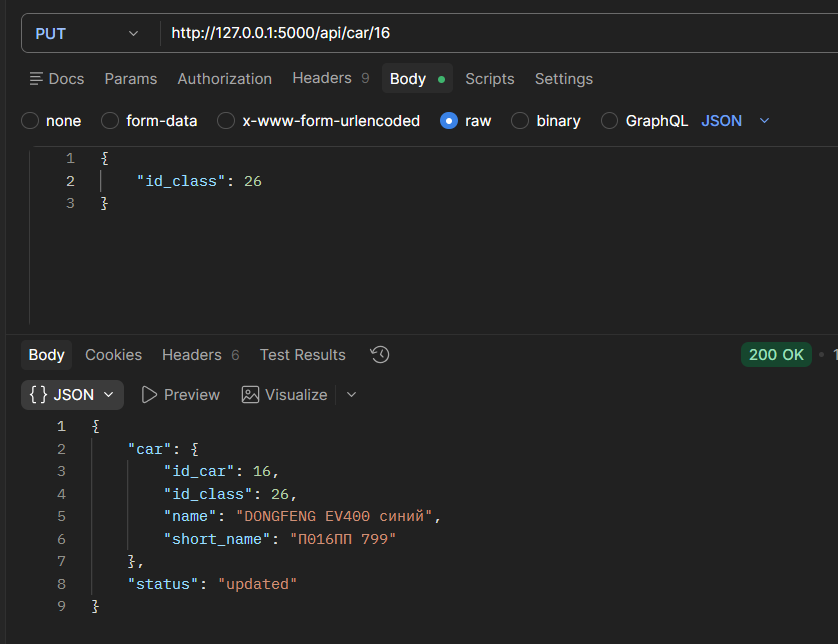 PUT http://127.0.0.1:5000/api/car/16
Docs Params Authorization Headers 9 Body Scripts Settings
none form-data x-www-form-urlencoded raw binary GraphQL JSON
1 {
2 "id_class": 26
3 }
Body Cookies Headers 6 Test Results 200 OK
{} JSON Preview Visualize
1 {
2 "car": {
3 "id_car": 16,
4 "id_class": 26,
5 "name": "DONGFENG EV400 синий",
6 "short_name": "П016ПП 799"
7 },
8 "status": "updated"
9 }